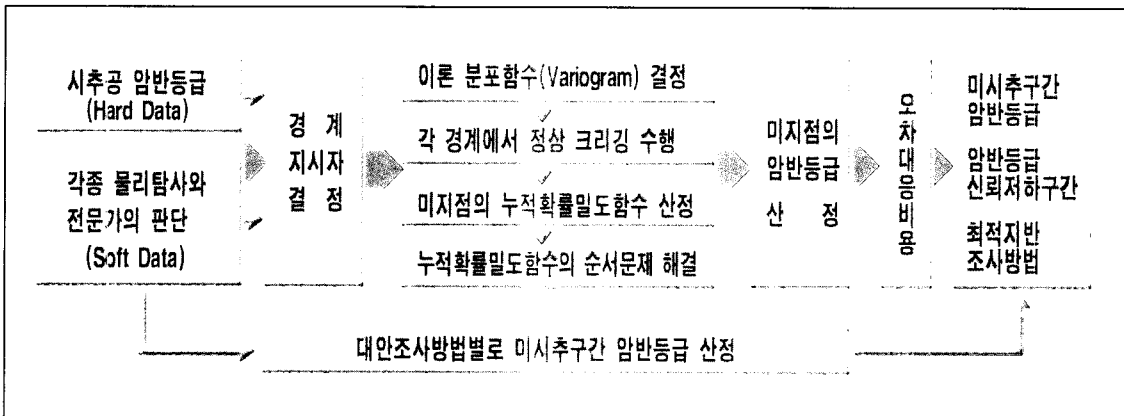 시추공 암반등급
(Hard Data)
각종 물리탐사와
전문가의 판단
(Soft Data)
경 계
지시자
결 정
이론 분포함수(Variogram) 결정
각 경계에서 정상 크리깅 수행
미지점의 누적확률밀도함수 산정
누적확률밀도함수의 순서문제 해결
미지점의
암반등급
산 정
오
차
대
응
비
용
미시추구간
암반등급
암반등급
신뢰저하구간
최적지반
조사방법
대안조사방법별로 미시추구간 암반등급 산정